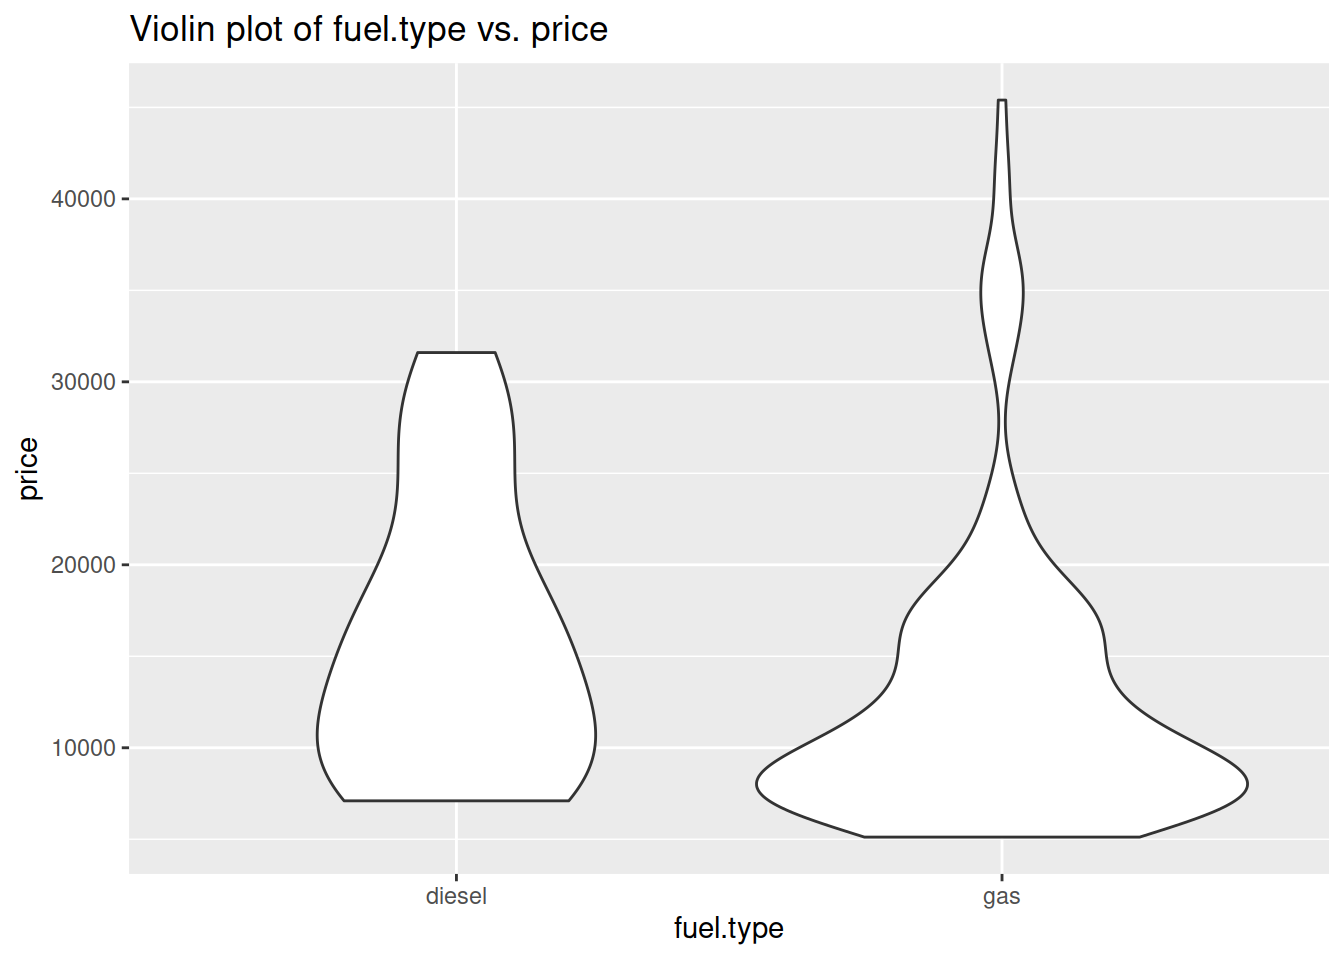 Violin plot of fuel.type vs. price
40000
30000
20000
10000
price
diesel
gas
fuel.type